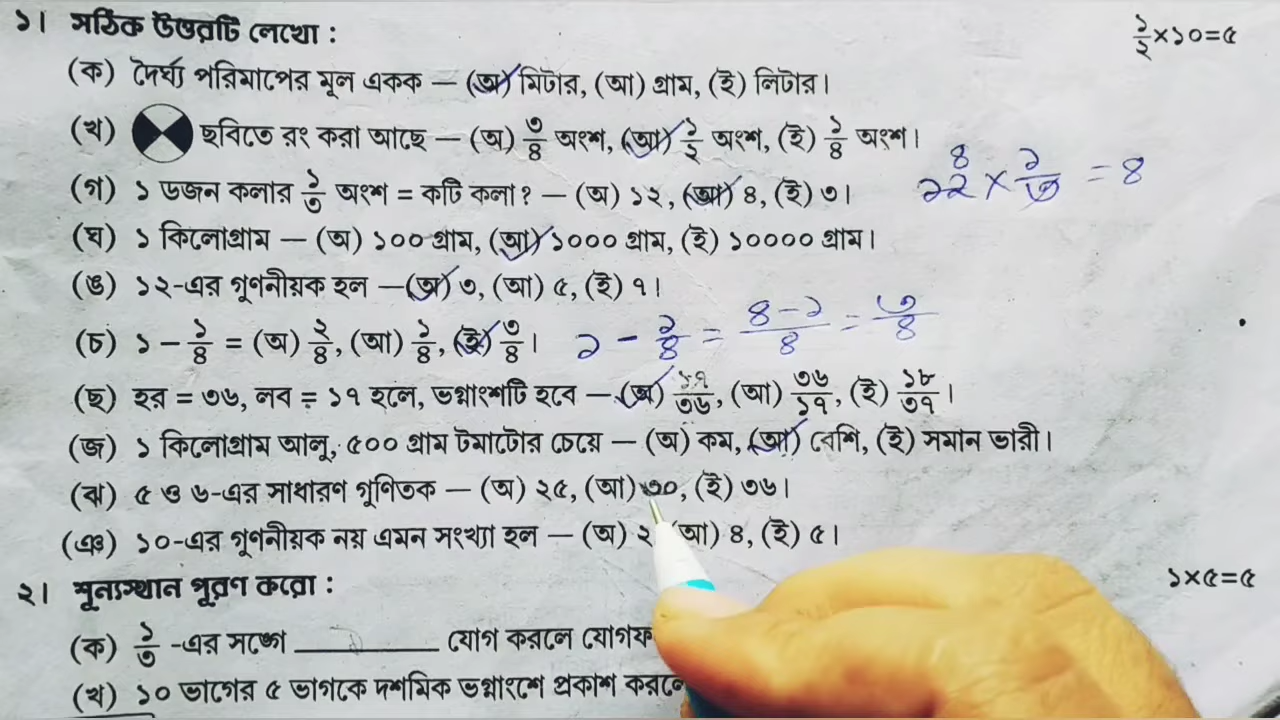 ১। সঠিক উত্তরটি লেখো : ১/২×১০=৫
(ক) দৈর্ঘ্য পরিমাপের মূল একক — (অ) মিটার, (আ) গ্রাম, (ই) লিটার।
(খ) ছবিতে রং করা আছে — (অ) ৩/৪ অংশ, (আ) ১/২ অংশ, (ই) ১/৪ অংশ।
(গ) ১ ডজন কলার ১/৩ অংশ = কটি কলা? — (অ) ১২, (আ) ৪, (ই) ৩। ৪ ১২ × ১/৩ = ৪
(ঘ) ১ কিলোগ্রাম — (অ) ১০০ গ্রাম, (আ) ১০০০ গ্রাম, (ই) ১০০০০ গ্রাম।
(ঙ) ১২-এর গুণনীয়ক হল — (অ) ৩, (আ) ৫, (ই) ৭।
(চ) ১ − ১/৪ = (অ) ২/৪, (আ) ১/৪, (ই) ৩/৪। ১ − ১/৪ = ৪−১/৪ = ৩/৪
(ছ) হর = ৩৬, লব = ১৭ হলে, ভগ্নাংশটি হবে — (অ) ১৭/৩৬, (আ) ৩৬/১৭, (ই) ১৮/৩৭।
(জ) ১ কিলোগ্রাম আলু, ৫০০ গ্রাম টমাটোর চেয়ে — (অ) কম, (আ) বেশি, (ই) সমান ভারী।
(ঝ) ৫ ও ৬-এর সাধারণ গুণিতক — (অ) ২৫, (আ) ৩০, (ই) ৩৬।
(ঞ) ১০-এর গুণনীয়ক নয় এমন সংখ্যা হল — (অ) ২ (আ) ৪, (ই) ৫।
২। শূন্যস্থান পূরণ করো : ১×৫=৫
(ক) ১/৩ -এর সঙ্গে ________ যোগ করলে
(খ) ১০ ভাগের ৫ ভাগকে দশমিক ভগ্নাংশে প্রকাশ